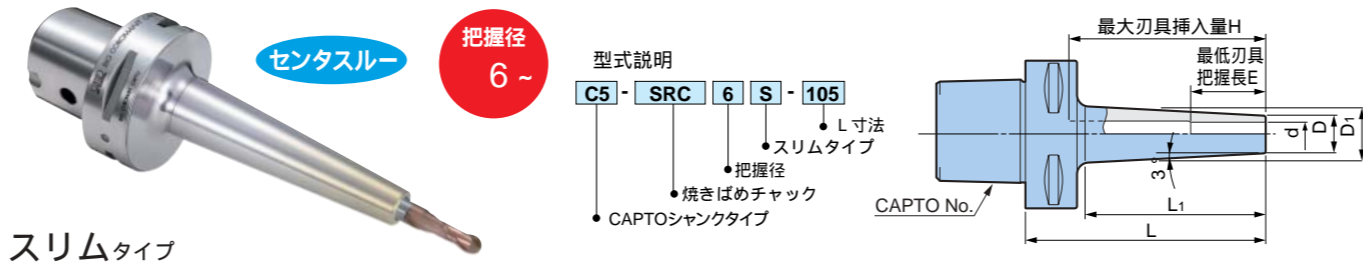 センタスルー
把握径
6 ~
型式説明
C5 - SRC 6 S - 105
L 寸法
スリムタイプ
把握径
焼きばめチャック
CAPTOシャンクタイプ
最大刃具挿入量H
最低刃具
把握長E
d
D
D1
3°
CAPTO No.
L1
L
スリムタイプ